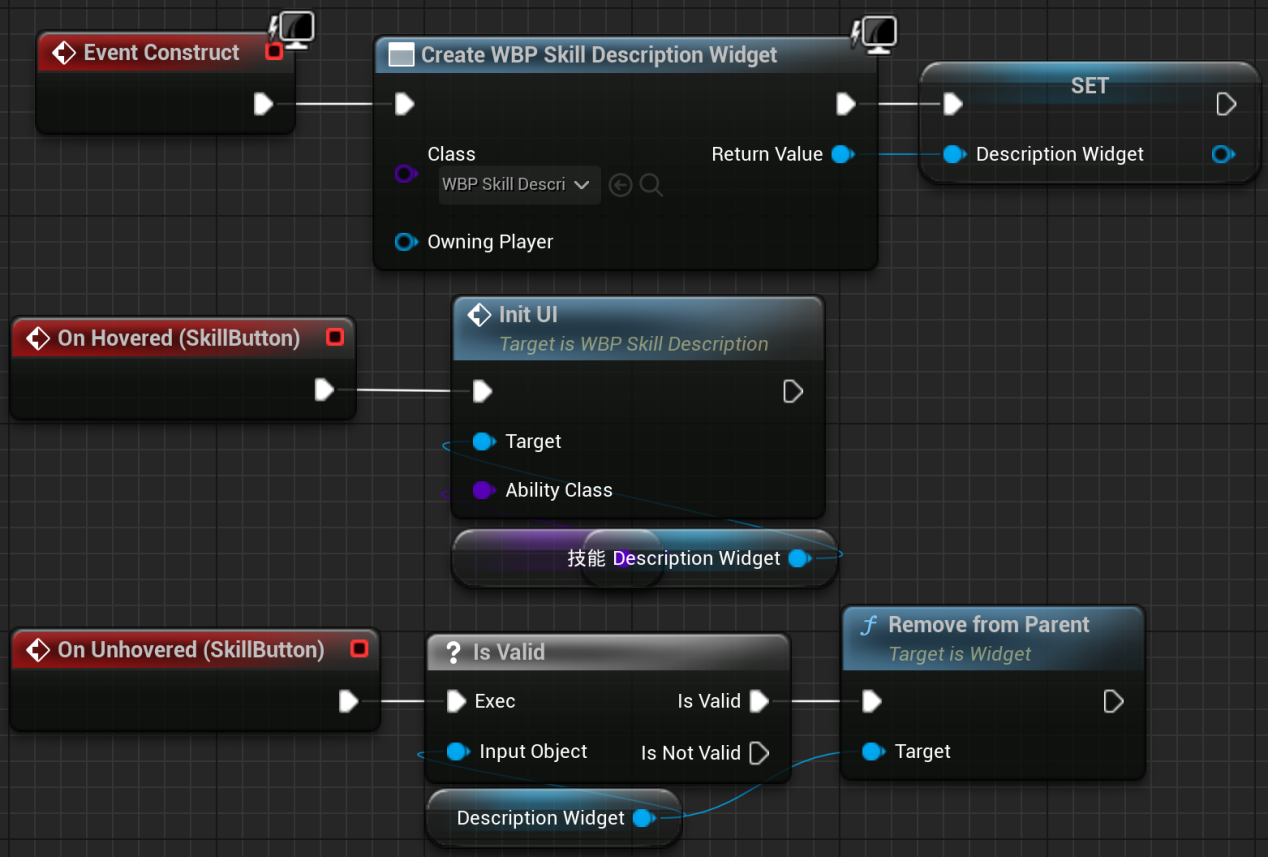 Event Construct
Create WBP Skill Description Widget
SET
Class
Return Value
Description Widget
WBP Skill Descri
Owning Player
On Hovered (SkillButton)
Init UI
Target is WBP Skill Description
Target
Ability Class
技能 Description Widget
On Unhovered (SkillButton)
? Is Valid
f Remove from Parent
Target is Widget
Exec
Is Valid
Input Object
Is Not Valid
Target
Description Widget